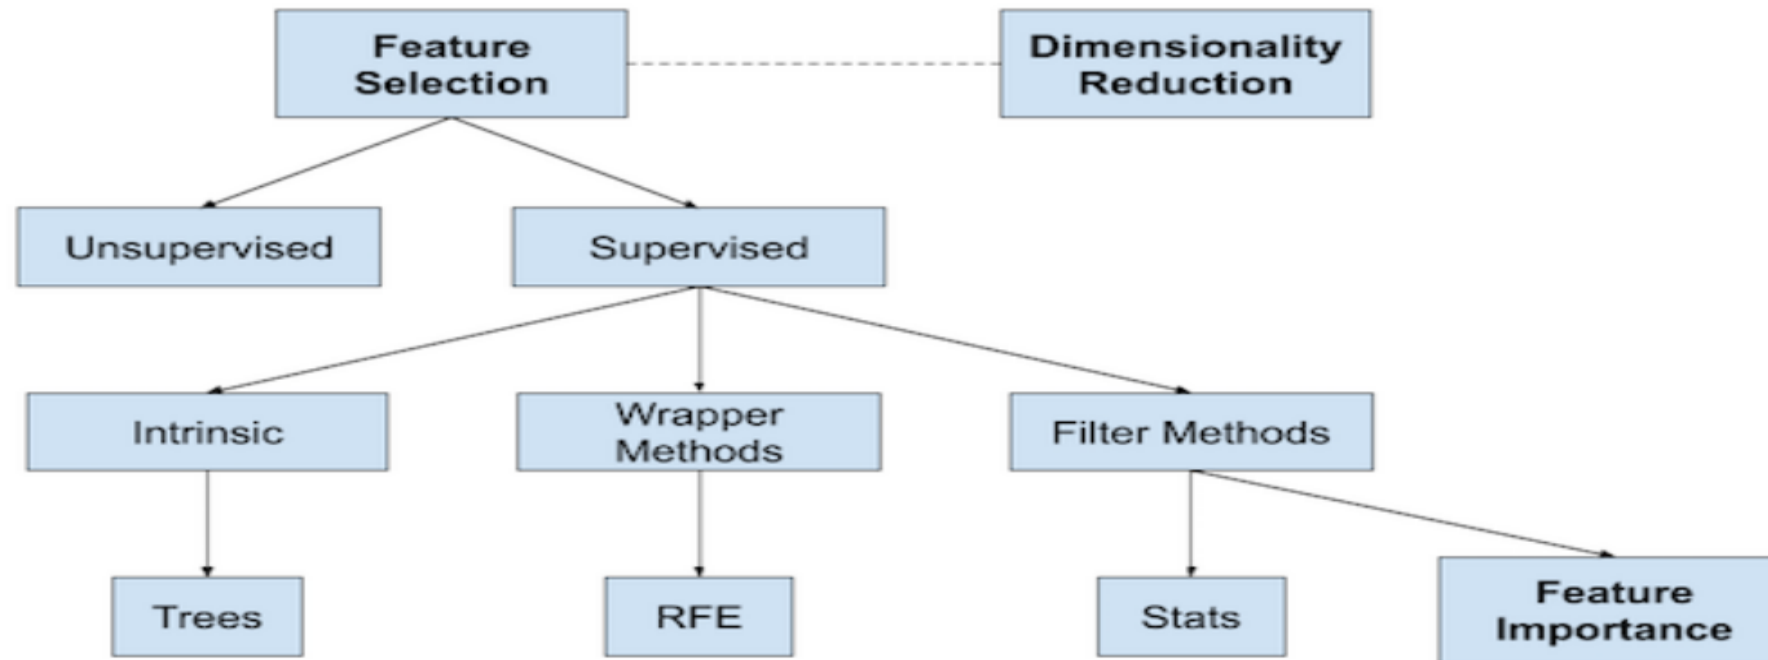 Feature
Selection
Dimensionality
Reduction
Unsupervised
Supervised
Intrinsic
Wrapper
Methods
Filter Methods
Trees
RFE
Stats
Feature
Importance